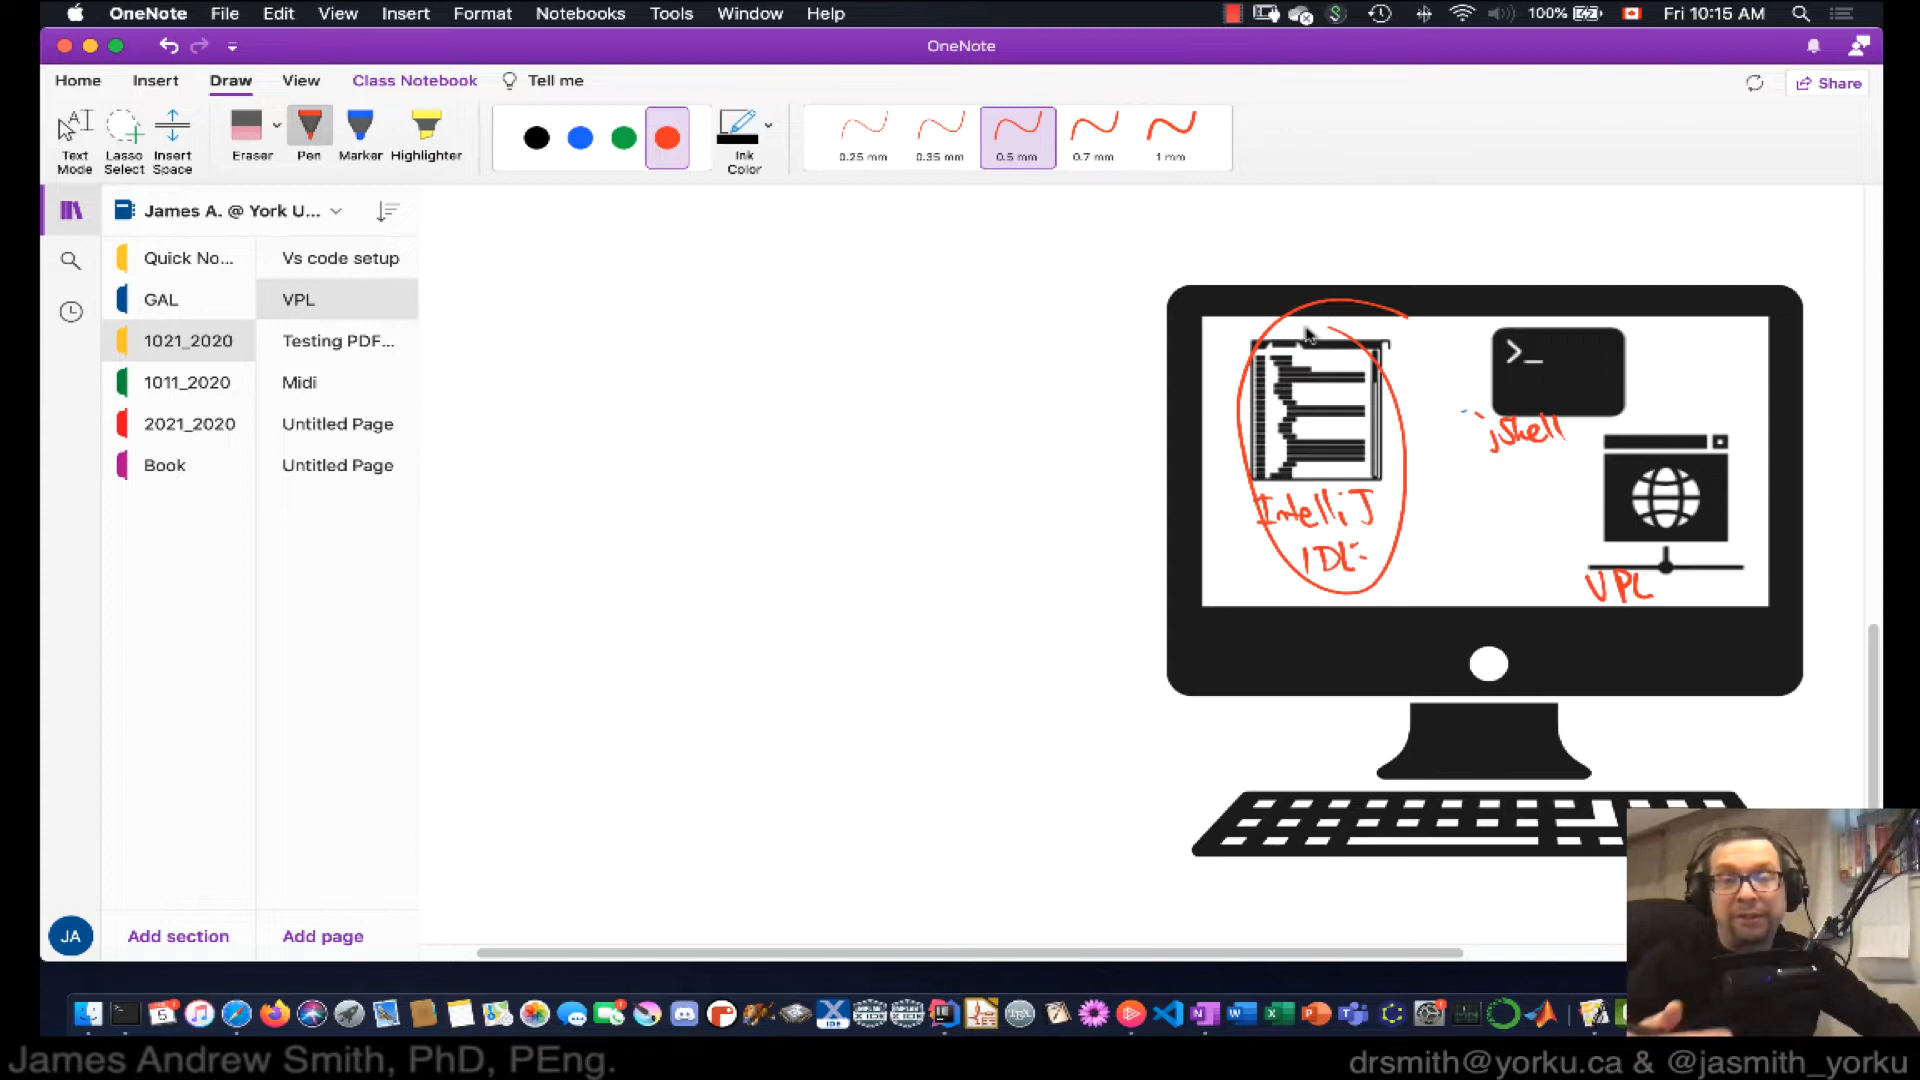 OneNote File Edit View Insert Format Notebooks Tools Window Help
100% Fri 10:15 AM
OneNote
Home Insert Draw View Class Notebook Tell me
Share
Text Mode
Lasso Select
Insert Space
Eraser
Pen
Marker
Highlighter
Ink Color
0.25 mm
0.35 mm
0.5 mm
0.7 mm
1 mm
James A. @ York U...
Quick No...
GAL
1021_2020
1011_2020
2021_2020
Book
Vs code setup
VPL
Testing PDF...
Midi
Untitled Page
Untitled Page
>_
jShell
IntelliJ
IDE
VPL
JA
Add section
Add page
James Andrew Smith, PhD, PEng.
drsmith@yorku.ca & @jasmith_yorku